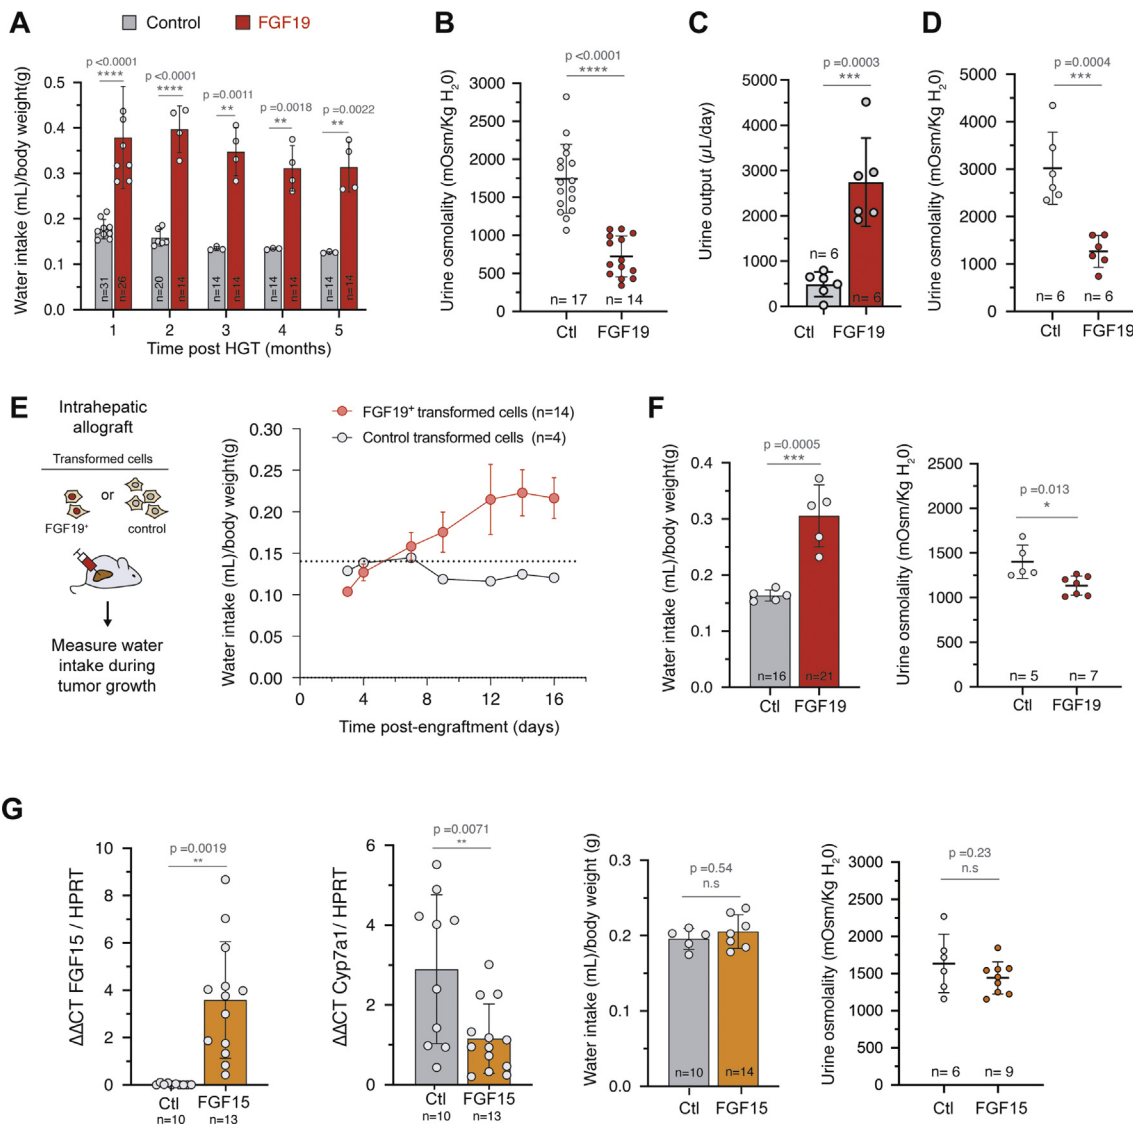 A
Control
FGF19
Water intake (mL)/body weight(g)
0.5
0.4
0.3
0.2
0.1
0.0
p <0.0001
****
p <0.0001
****
p =0.0011
**
p =0.0018
**
p =0.0022
**
n=31
n=26
n=20
n=14
n=14
n=14
n=14
n=14
n=14
n=14
1
2
3
4
5
Time post HGT (months)
B
Urine osmolality (mOsm/Kg H20)
3000
2500
2000
1500
1000
500
0
p <0.0001
****
n= 17
n= 14
Ctl
FGF19
C
Urine output (µL/day)
5000
4000
3000
2000
1000
0
p =0.0003
***
n= 6
n= 6
Ctl
FGF19
D
Urine osmolality (mOsm/Kg H20)
5000
4000
3000
2000
1000
0
p =0.0004
***
n= 6
n= 6
Ctl
FGF19
E
Intrahepatic
allograft
Transformed cells
or
FGF19+
control
Measure water
intake during
tumor growth
FGF19+ transformed cells (n=14)
Control transformed cells (n=4)
Water intake (mL)/body weight(g)
0.30
0.25
0.20
0.15
0.10
0.05
0.00
0
4
8
12
16
Time post-engraftment (days)
F
Water intake (mL)/body weight(g)
0.4
0.3
0.2
0.1
0.0
p =0.0005
***
n=16
n=21
Ctl
FGF19
Urine osmolality (mOsm/Kg H20)
2500
2000
1500
1000
500
0
p =0.013
*
n= 5
n= 7
Ctl
FGF19
G
ΔΔCT FGF15 / HPRT
10
8
6
4
2
0
p =0.0019
**
Ctl
FGF15
n=10
n=13
ΔΔCT Cyp7a1/ HPRT
6
4
2
0
p =0.0071
**
Ctl
FGF15
n=10
n=13
Water intake (mL)/body weight (g)
0.3
0.2
0.1
0.0
p =0.54
n.s
n=10
n=14
Ctl
FGF15
Urine osmolality (mOsm/Kg H20)
3000
2500
2000
1500
1000
500
0
p =0.23
n.s
n= 6
n= 9
Ctl
FGF15